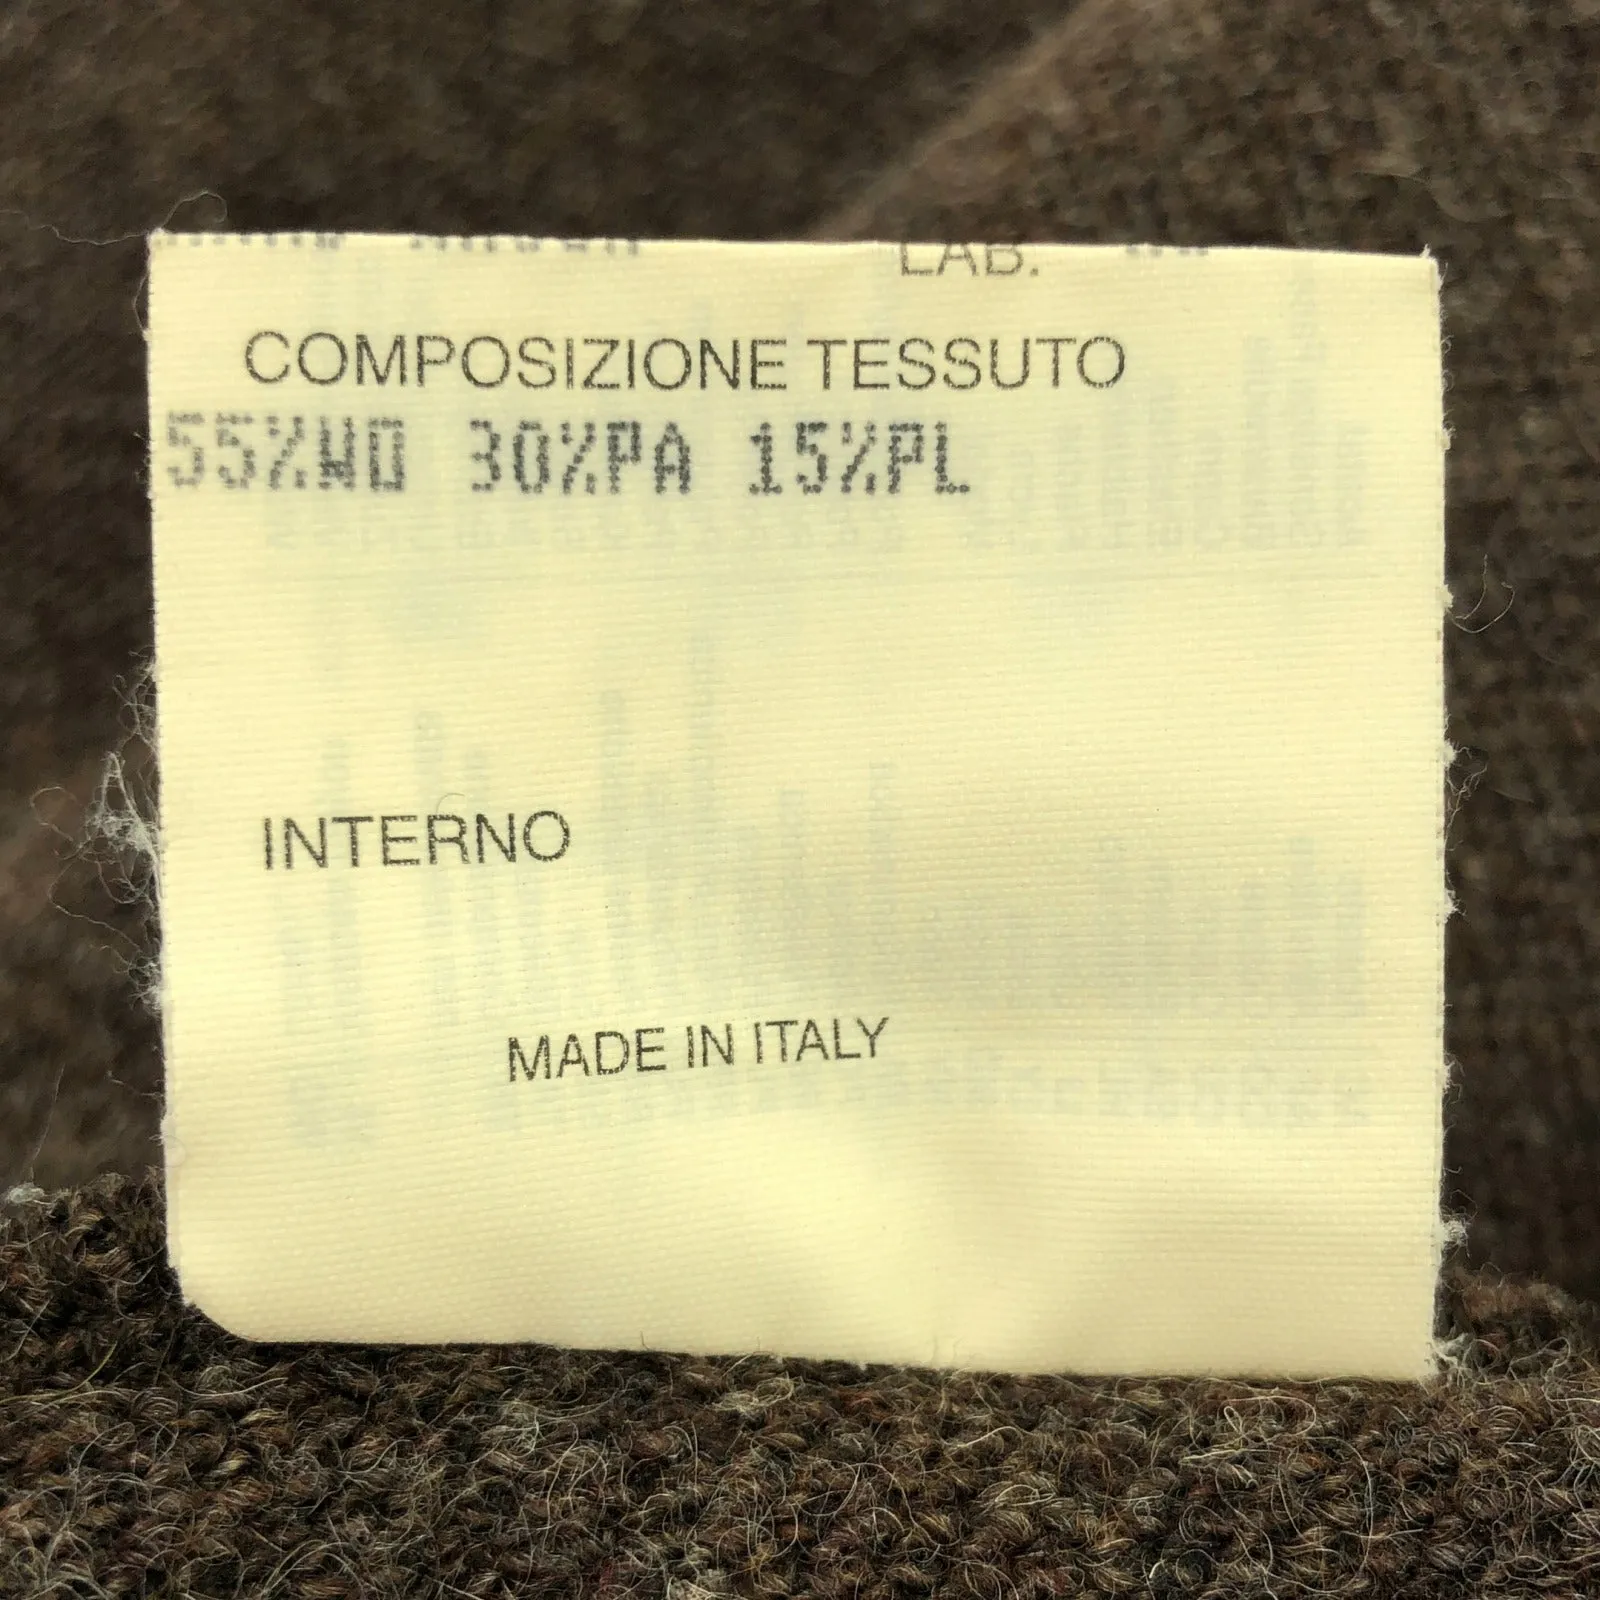 LAB.
COMPOSIZIONE TESSUTO
55%WO 30%PA 15%PL
INTERNO
MADE IN ITALY